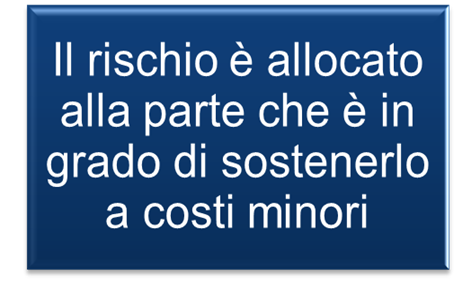 Il rischio è allocato
alla parte che è in
grado di sostenerlo
a costi minori